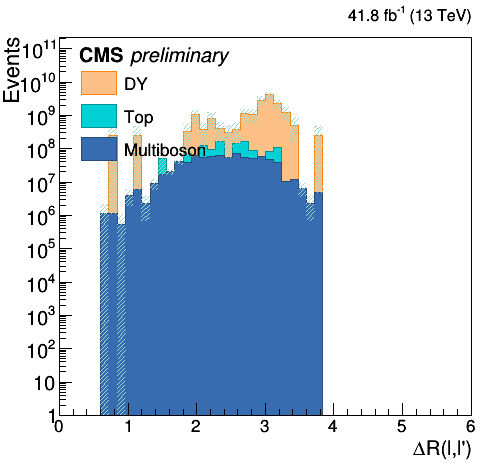 41.8 fb⁻¹ (13 TeV)
Events
CMS preliminary
DY
Top
Multiboson
10¹¹
10¹⁰
10⁹
10⁸
10⁷
10⁶
10⁵
10⁴
10³
10²
10
1
0 1 2 3 4 5 6
ΔR(l,l')